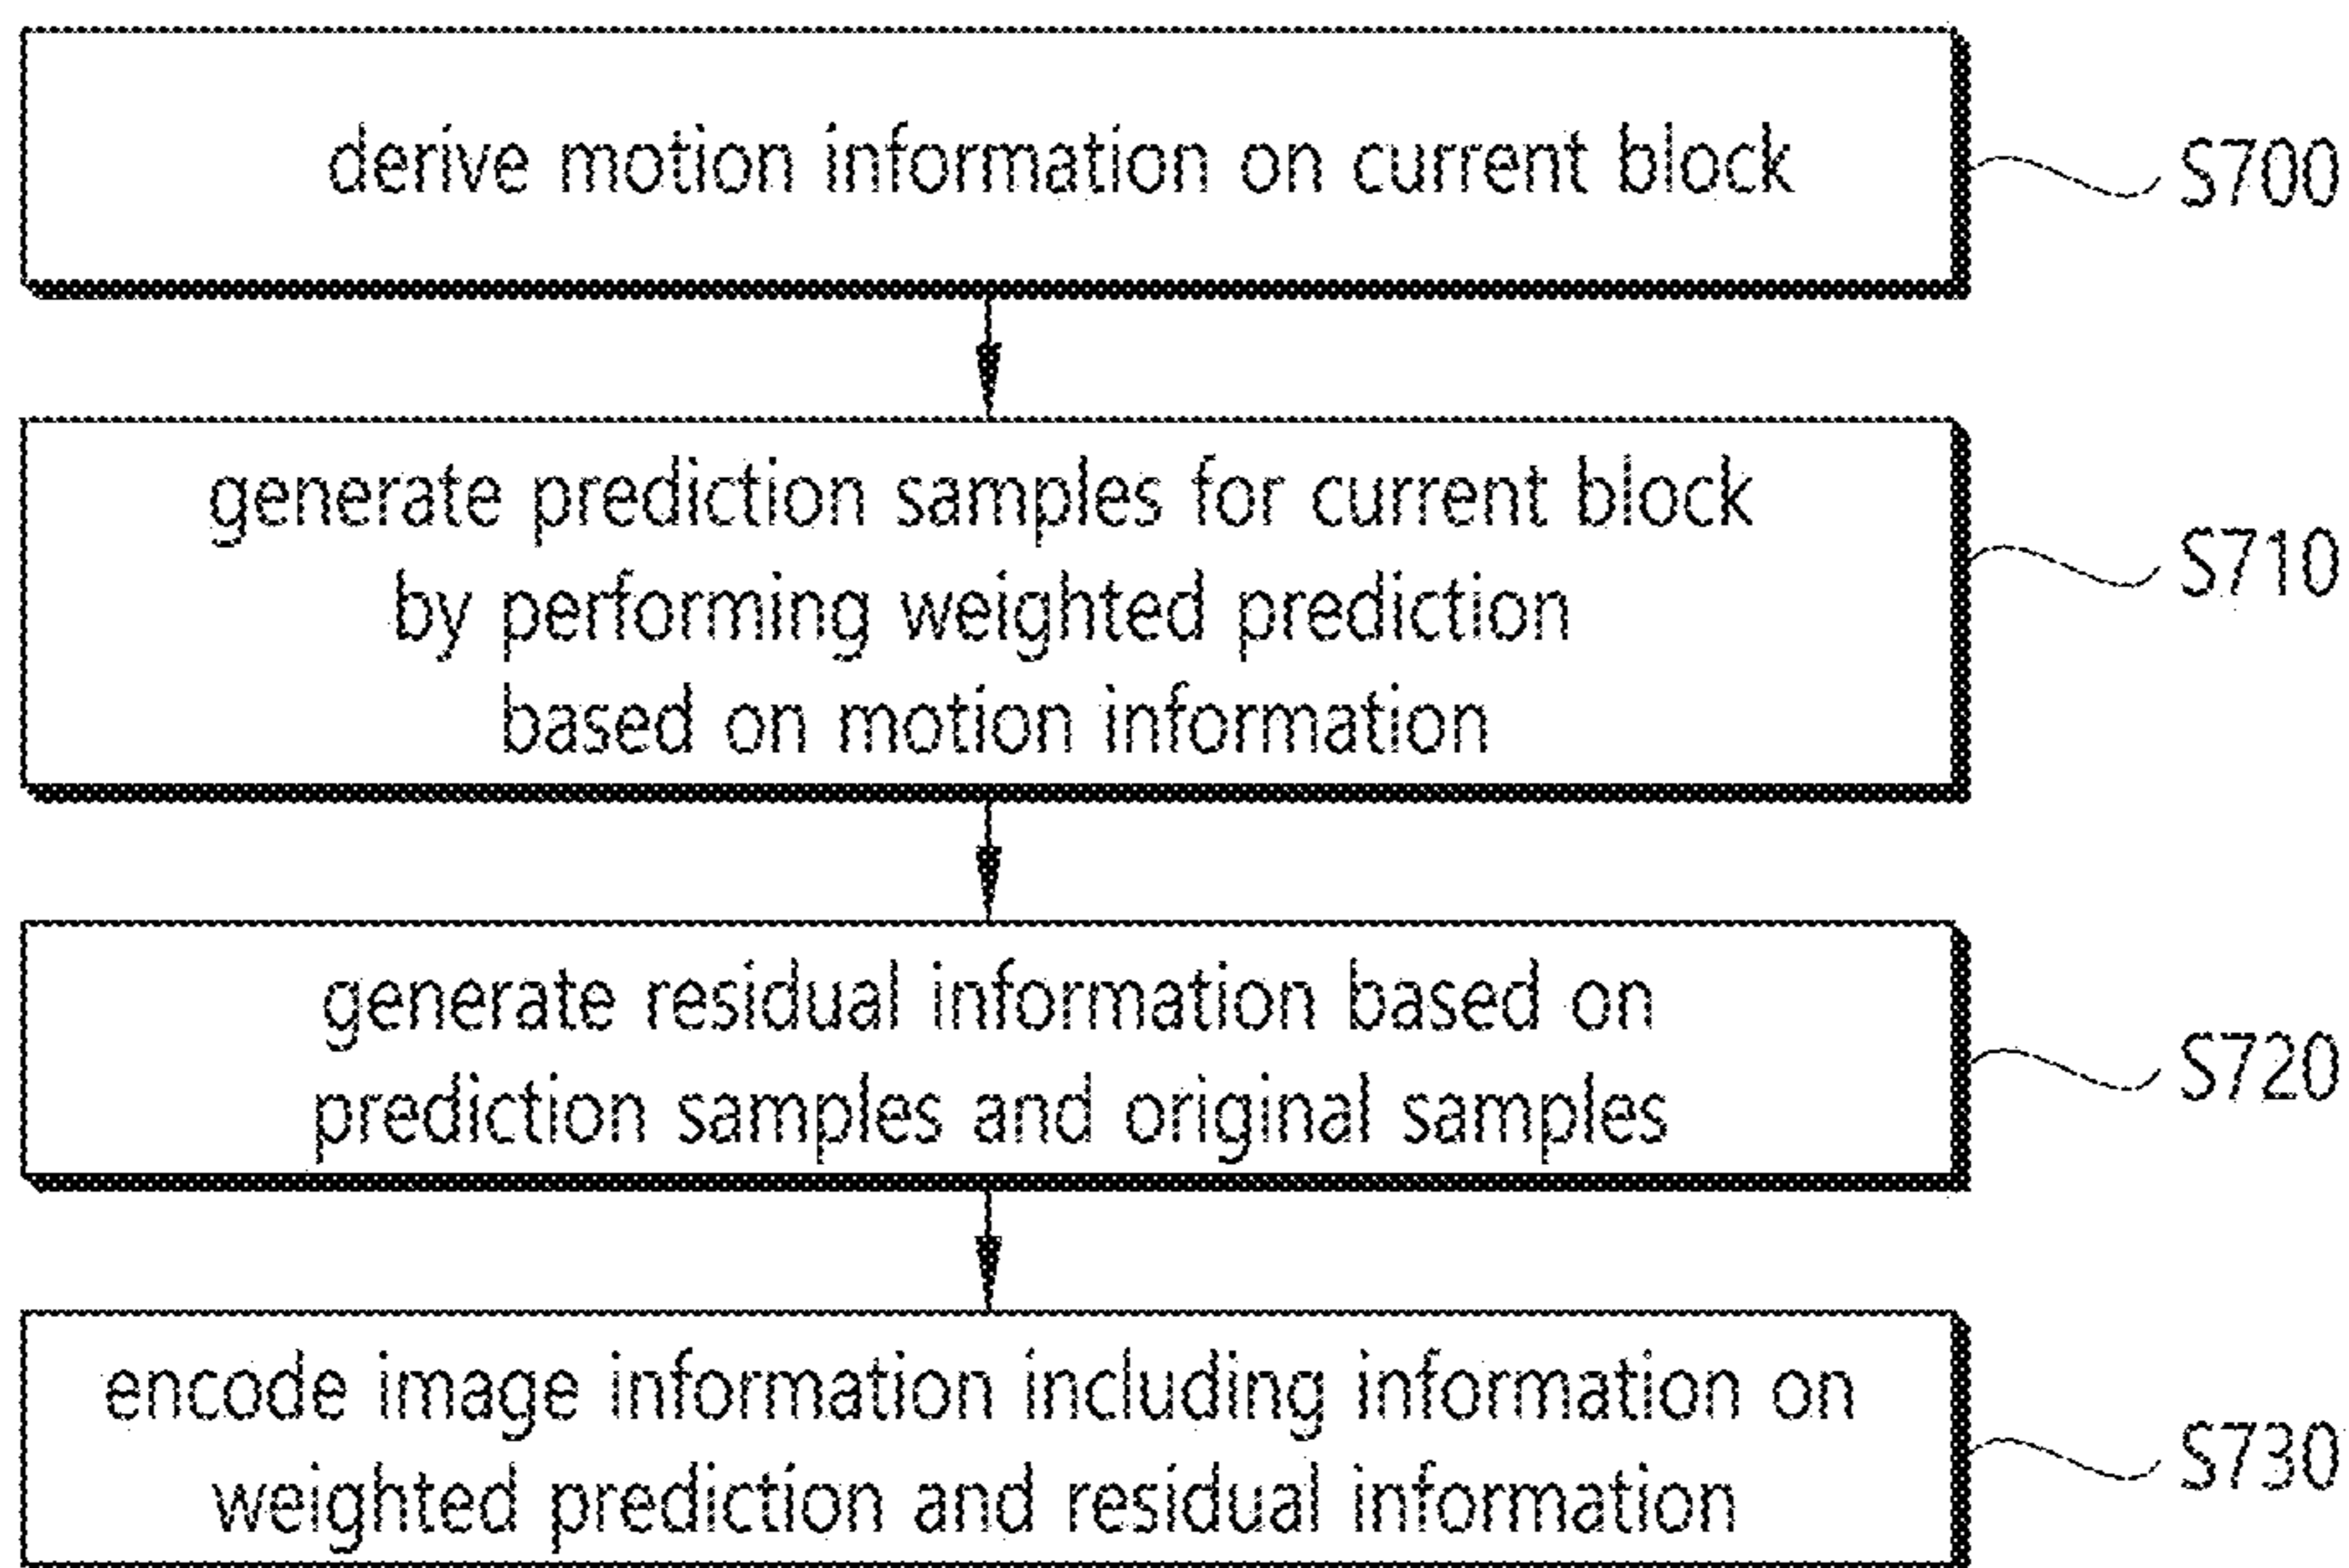 derive motion information on current block
S700
generate prediction samples for current block
by performing weighted prediction
based on motion information
S710
generate residual information based on
prediction samples and original samples
S720
encode image information including information on
weighted prediction and residual information
S730